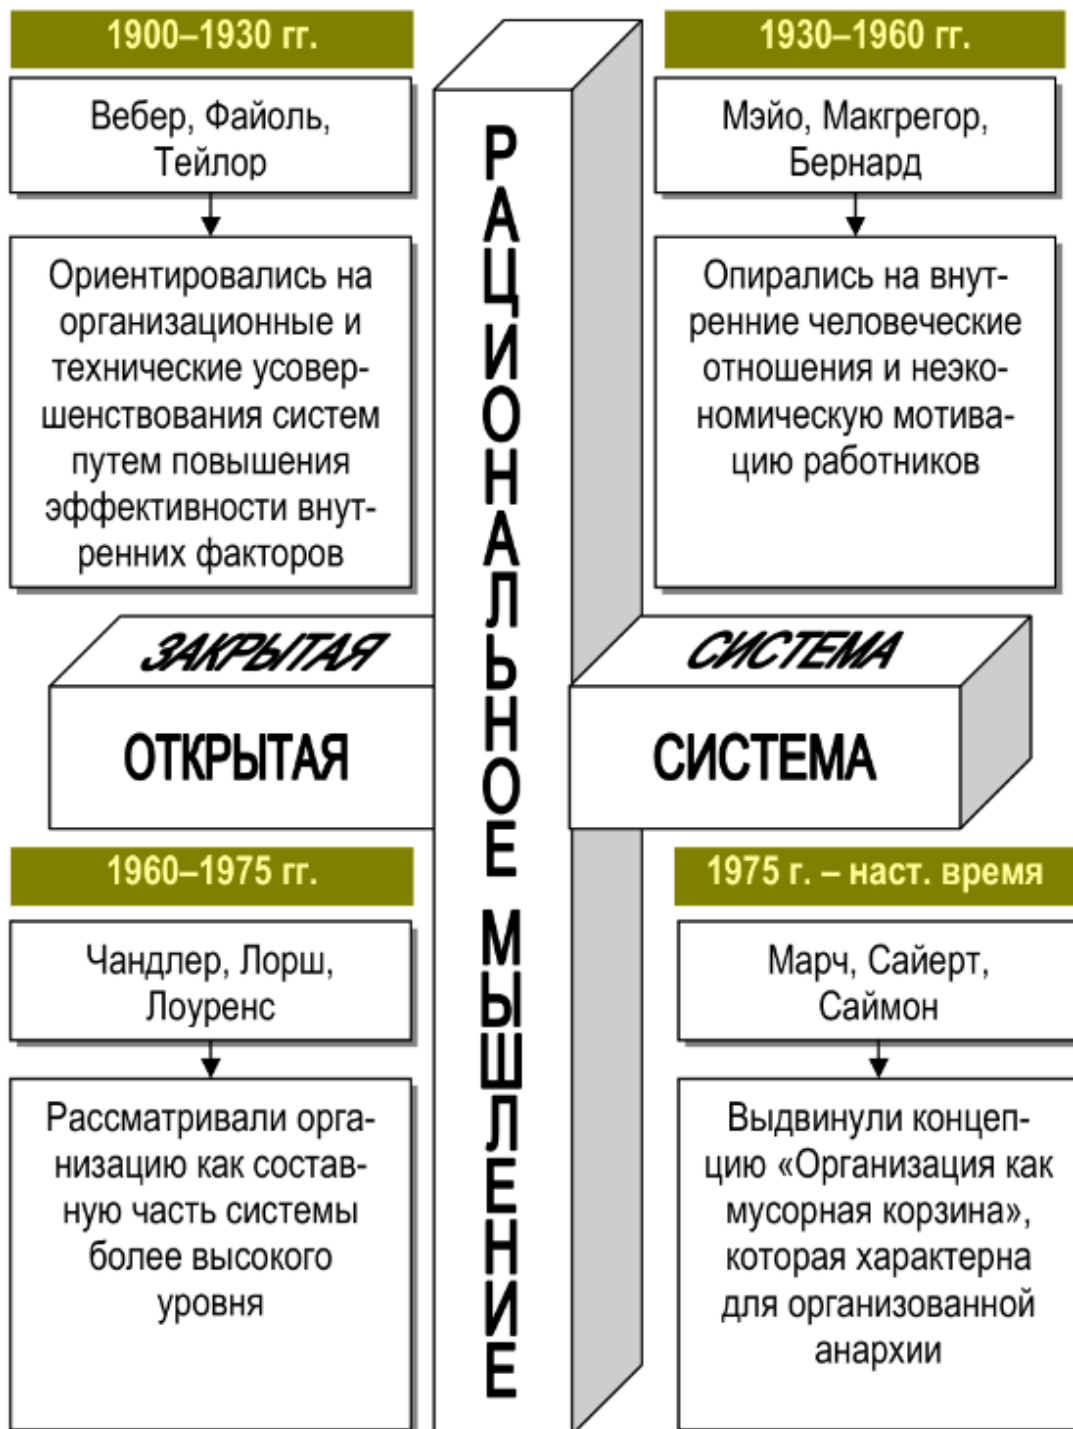 1900–1930 гг.
Вебер, Файоль,
Тейлор
Ориентировались на
организационные и
технические усовер-
шенствования систем
путем повышения
эффективности внут-
ренних факторов
1930–1960 гг.
Мэйо, Макгрегор,
Бернард
Опирались на внут-
ренние человеческие
отношения и неэко-
номическую мотива-
цию работников
РАЦИОНАЛЬНОЕ МЫШЛЕНИЕ
ЗАКРЫТАЯ СИСТЕМА
ОТКРЫТАЯ СИСТЕМА
1960–1975 гг.
Чандлер, Лорш,
Лоуренс
Рассматривали орга-
низацию как состав-
ную часть системы
более высокого
уровня
1975 г. – наст. время
Марч, Сайерт,
Саймон
Выдвинули концеп-
цию «Организация как
мусорная корзина»,
которая характерна
для организованной
анархии